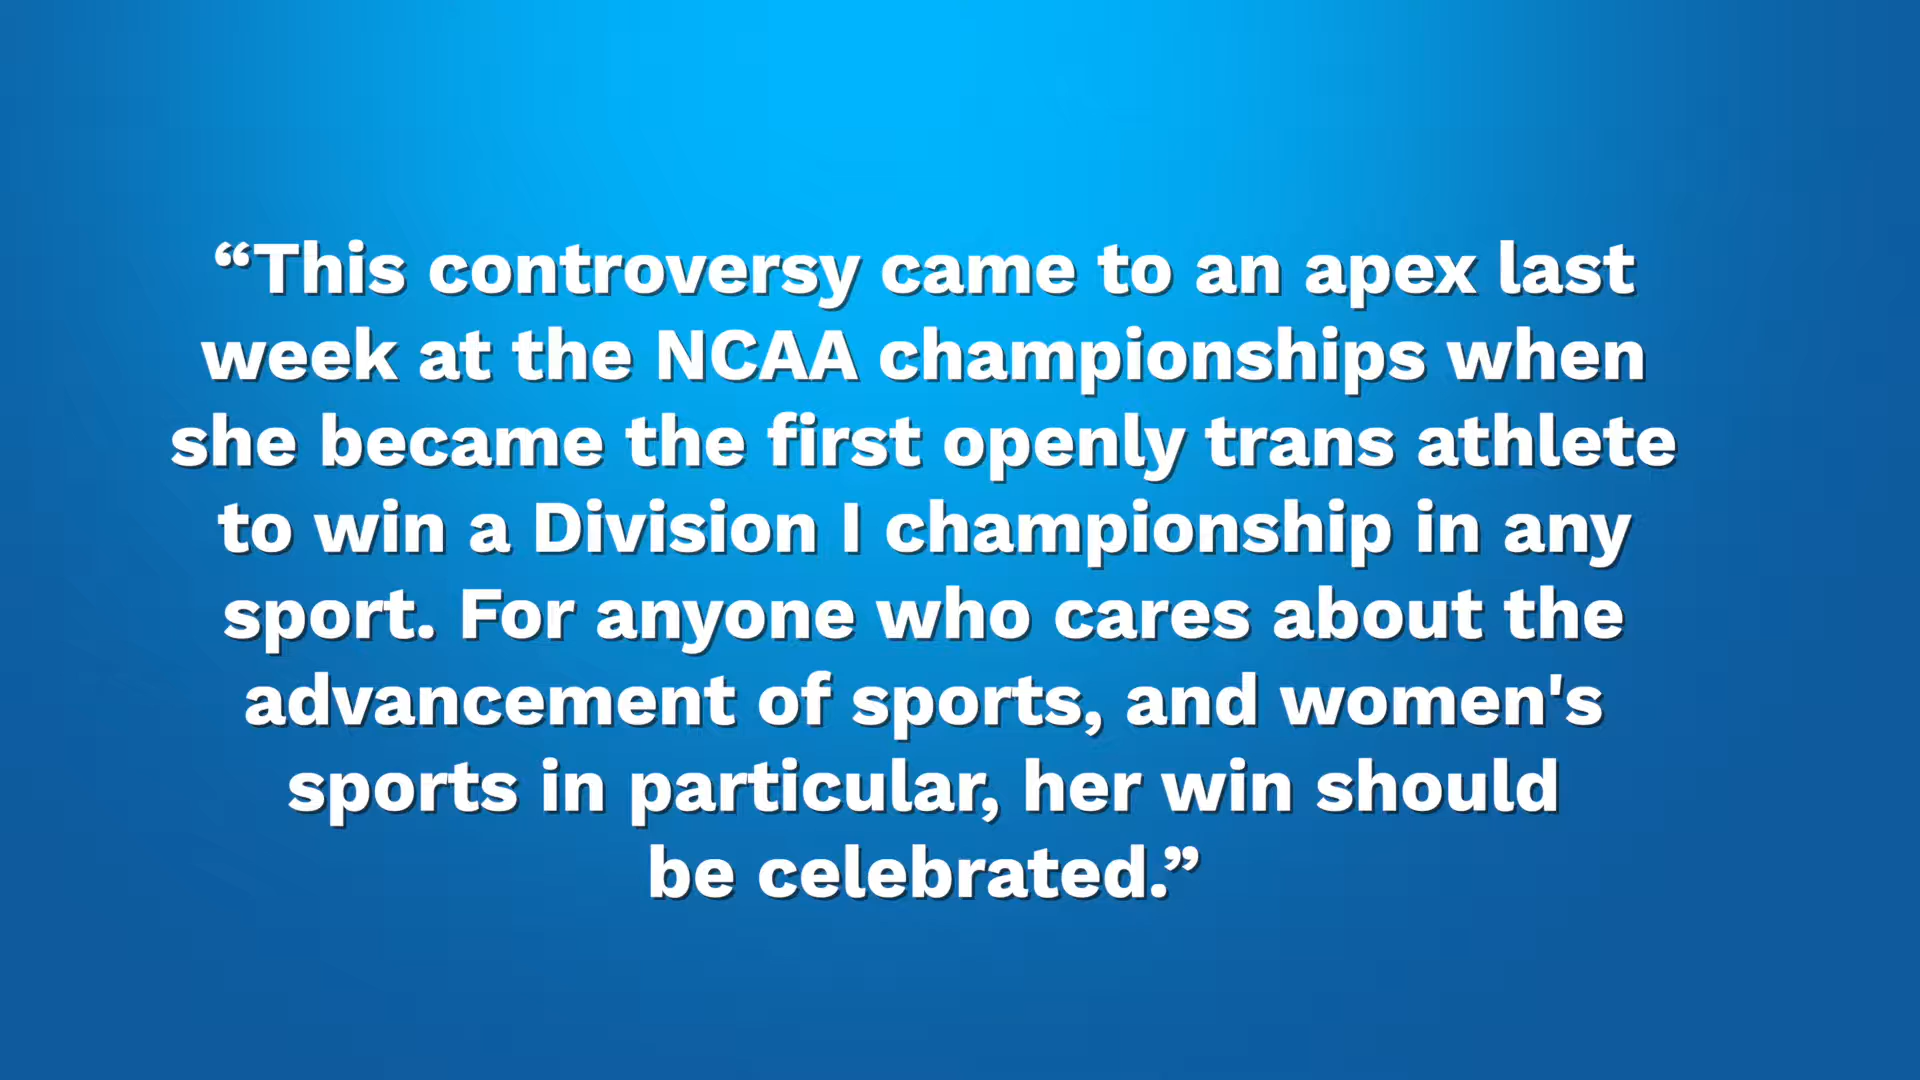 “This controversy came to an apex last
week at the NCAA championships when
she became the first openly trans athlete
to win a Division I championship in any
sport. For anyone who cares about the
advancement of sports, and women's
sports in particular, her win should
be celebrated.”